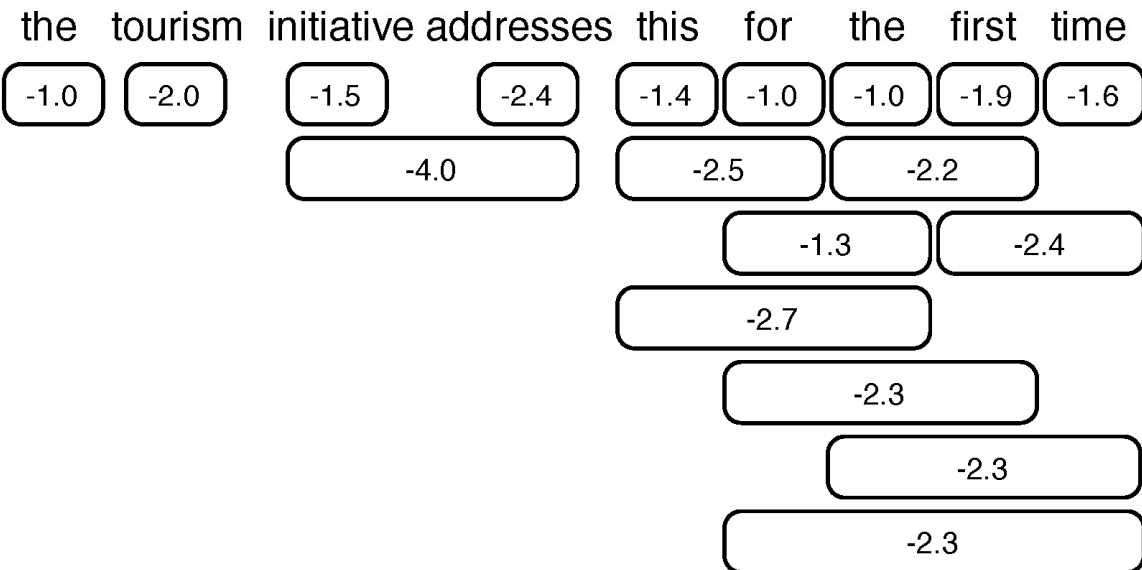 the tourism initiative addresses this for the first time
-1.0 -2.0 -1.5 -2.4 -1.4 -1.0 -1.0 -1.9 -1.6
-4.0 -2.5 -2.2
-1.3 -2.4
-2.7
-2.3
-2.3
-2.3